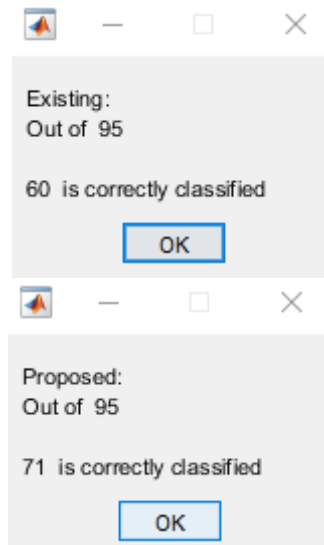 Existing:
Out of 95
60 is correctly classified
OK
Proposed:
Out of 95
71 is correctly classified
OK